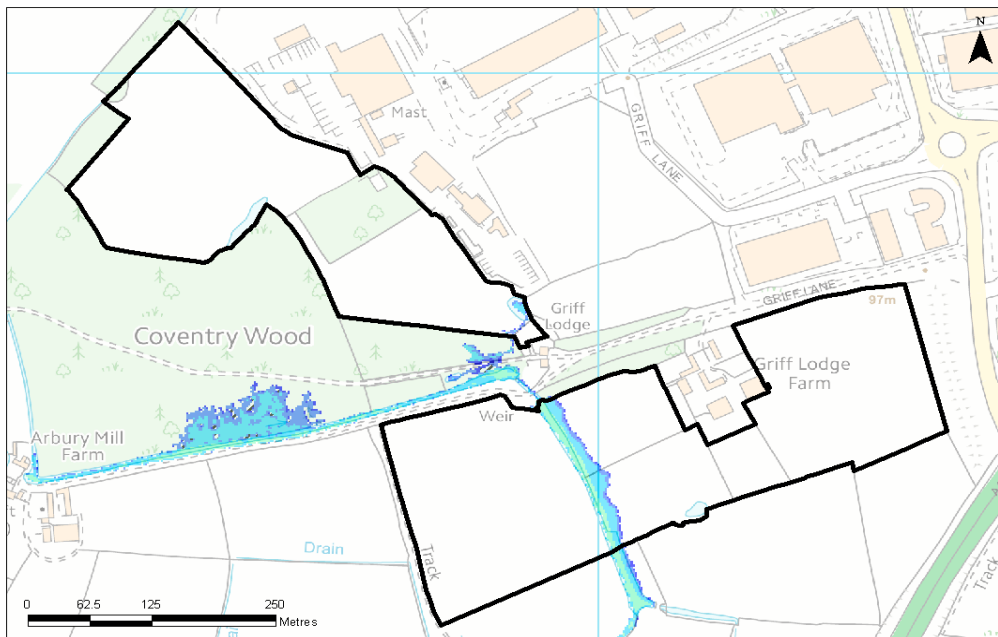 N
Mast
GRIFF LANE
Griff
Lodge
GRIFF LANE
97m
Coventry Wood
Griff Lodge
Farm
Weir
Arbury Mill
Farm
Drain
Track
Track
0 62.5 125 250
Metres